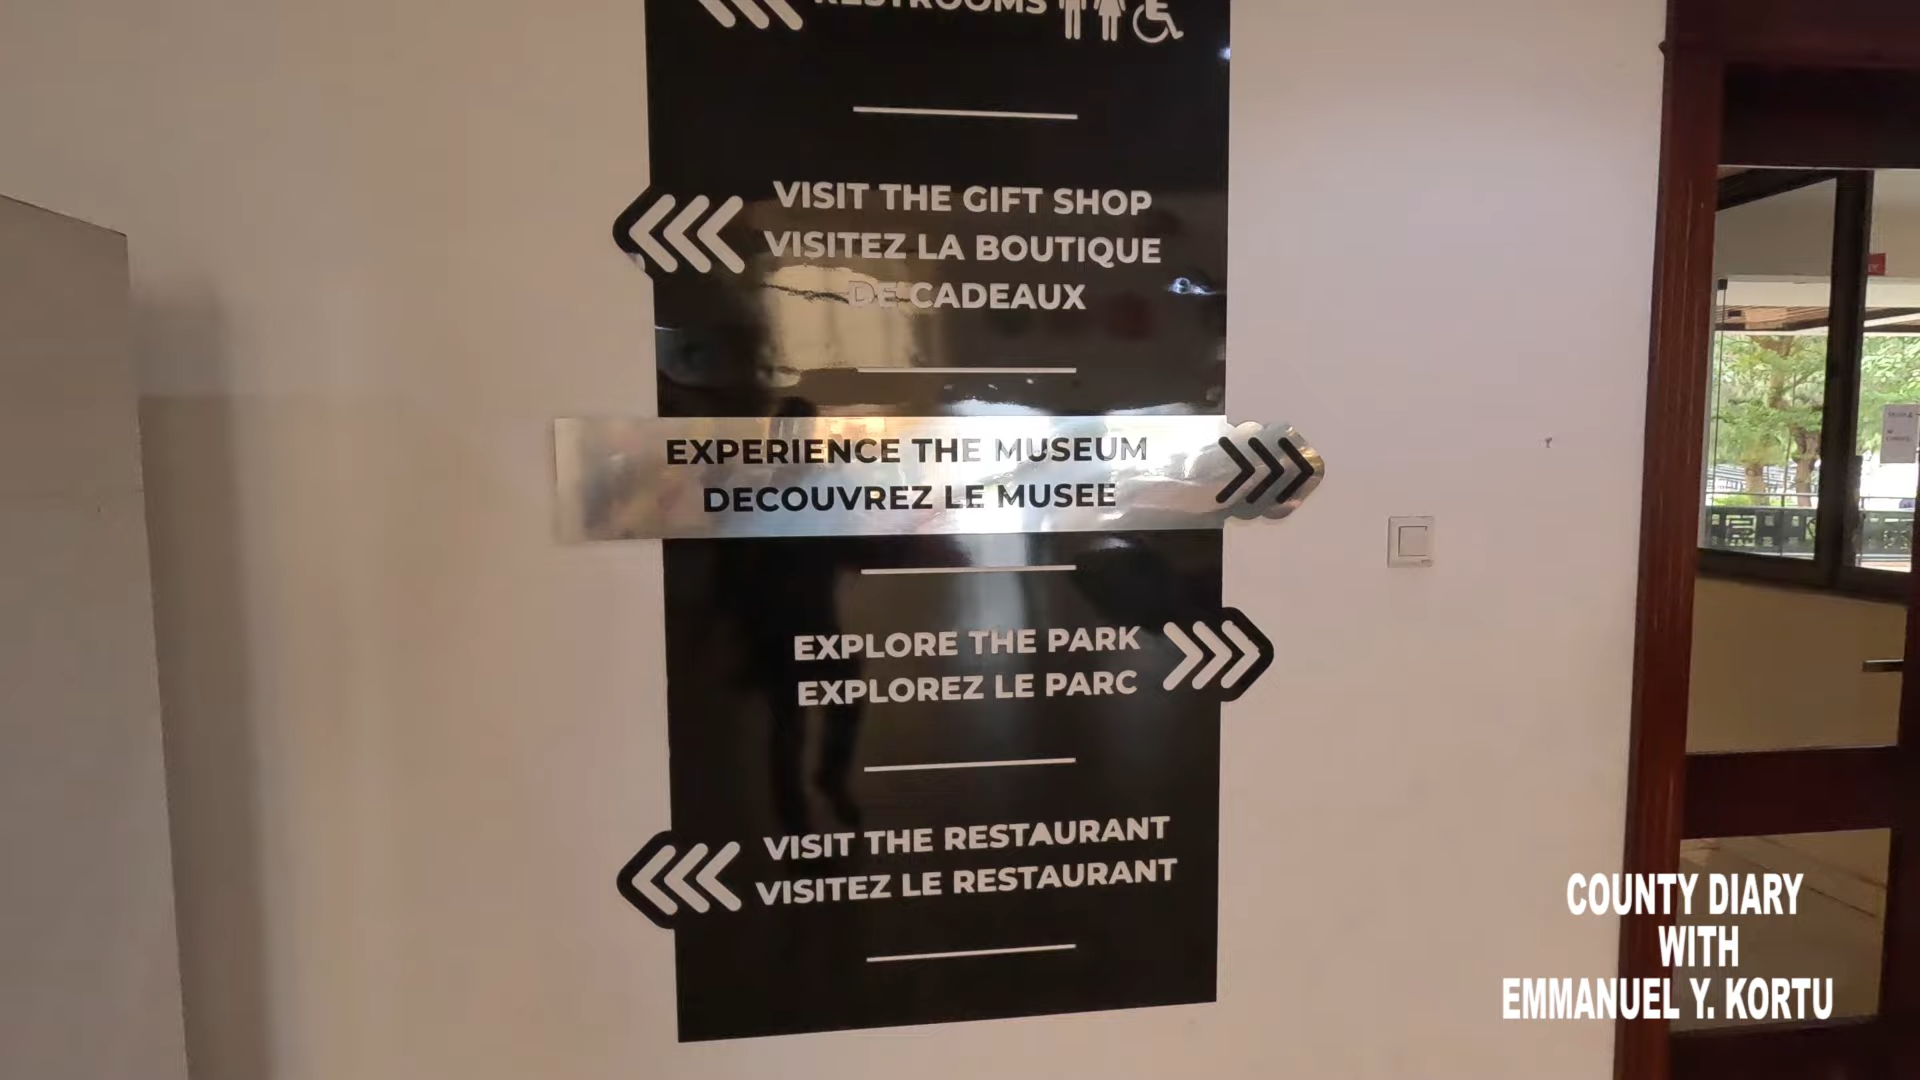 RESTROOMS
VISIT THE GIFT SHOP
VISITEZ LA BOUTIQUE
DE CADEAUX
EXPERIENCE THE MUSEUM
DECOUVREZ LE MUSEE
EXPLORE THE PARK
EXPLOREZ LE PARC
VISIT THE RESTAURANT
VISITEZ LE RESTAURANT
COUNTY DIARY
WITH
EMMANUEL Y. KORTU